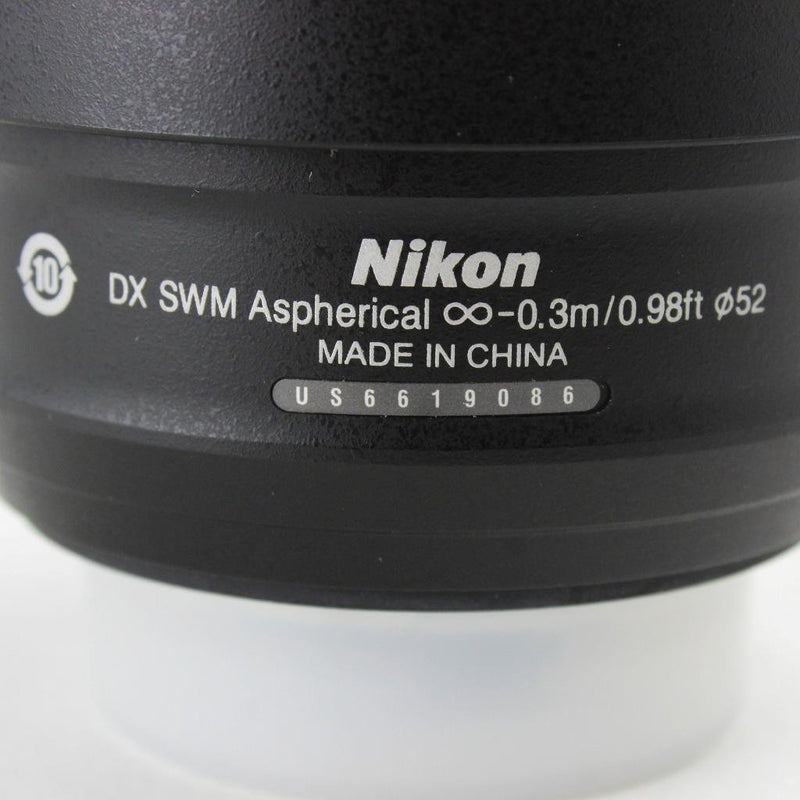 Nikon
10
DX SWM Aspherical ∞-0.3m/0.98ft ø52
MADE IN CHINA
US6619086